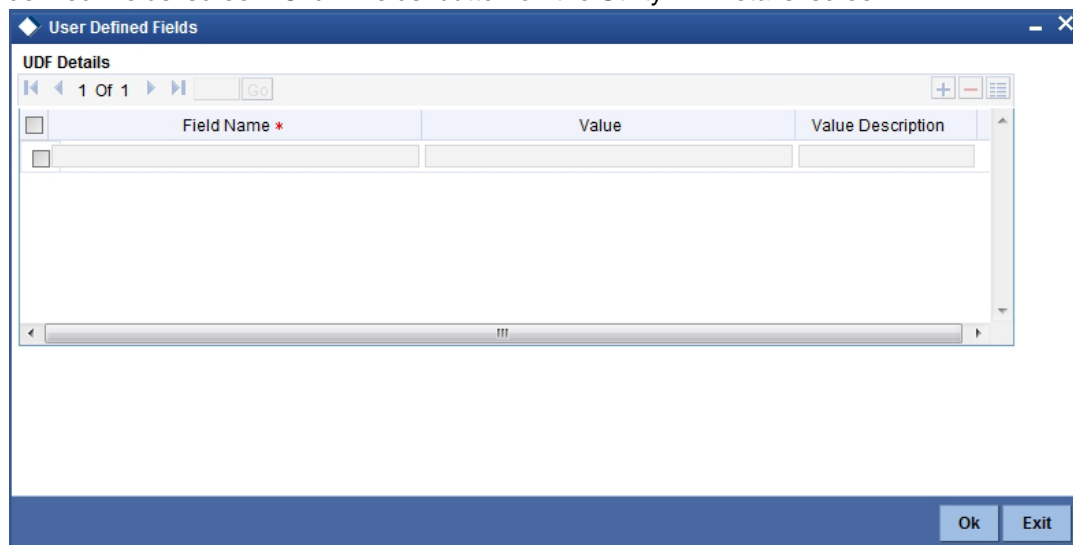 User Defined Fields
UDF Details
1 Of 1 Go
Field Name * Value Value Description
Ok Exit